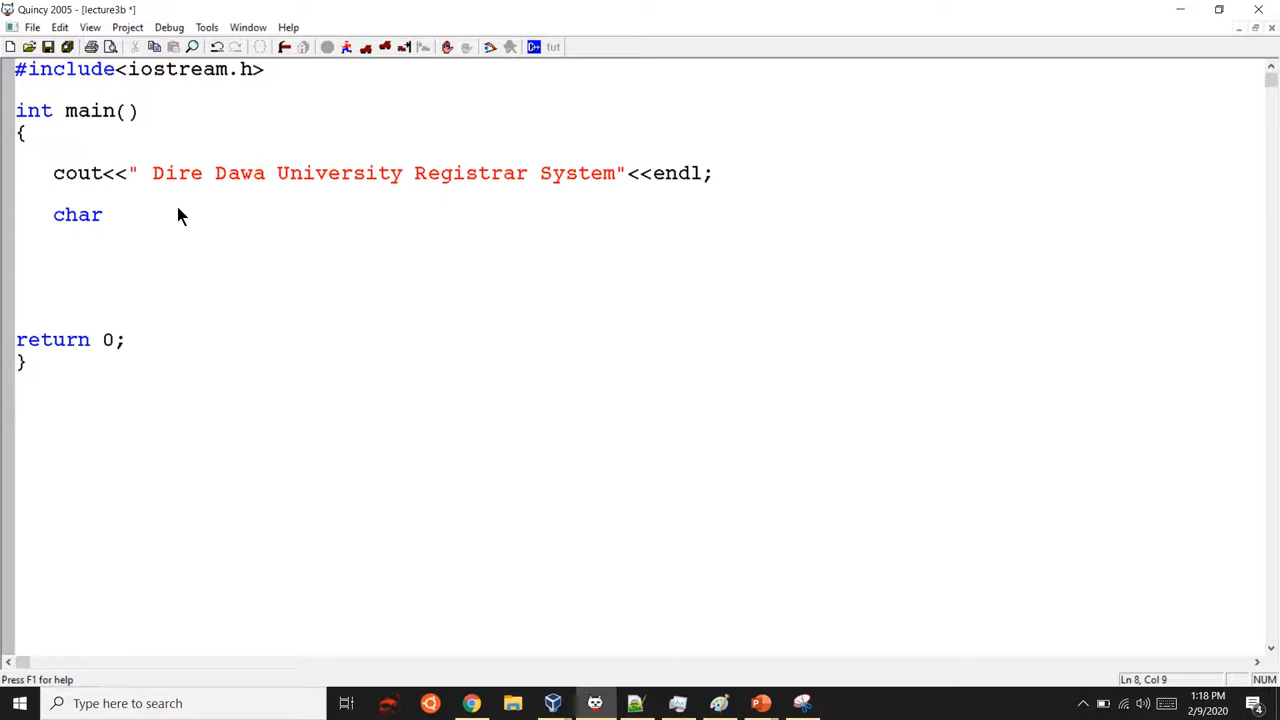 Quincy 2005 - [lecture3b *]
File Edit View Project Debug Tools Window Help
C++ tut
#include<iostream.h>
int main()
{
cout<<" Dire Dawa University Registrar System"<<endl;
char
return 0;
}
Press F1 for help
Ln 8, Col 9
NUM
Type here to search
1:18 PM
2/9/2020
4